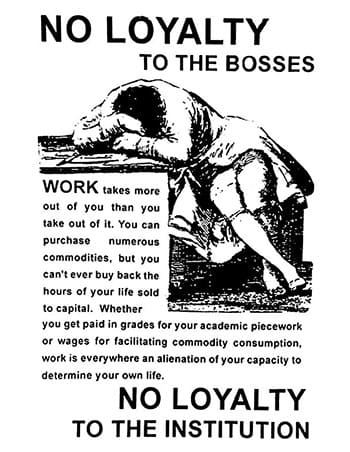 NO LOYALTY
TO THE BOSSES
WORK takes more
out of you than you
take out of it. You can
purchase numerous
commodities, but you
can't ever buy back the
hours of your life sold
to capital. Whether
you get paid in grades for your academic piecework
or wages for facilitating commodity consumption,
work is everywhere an alienation of your capacity to
determine your own life.
NO LOYALTY
TO THE INSTITUTION